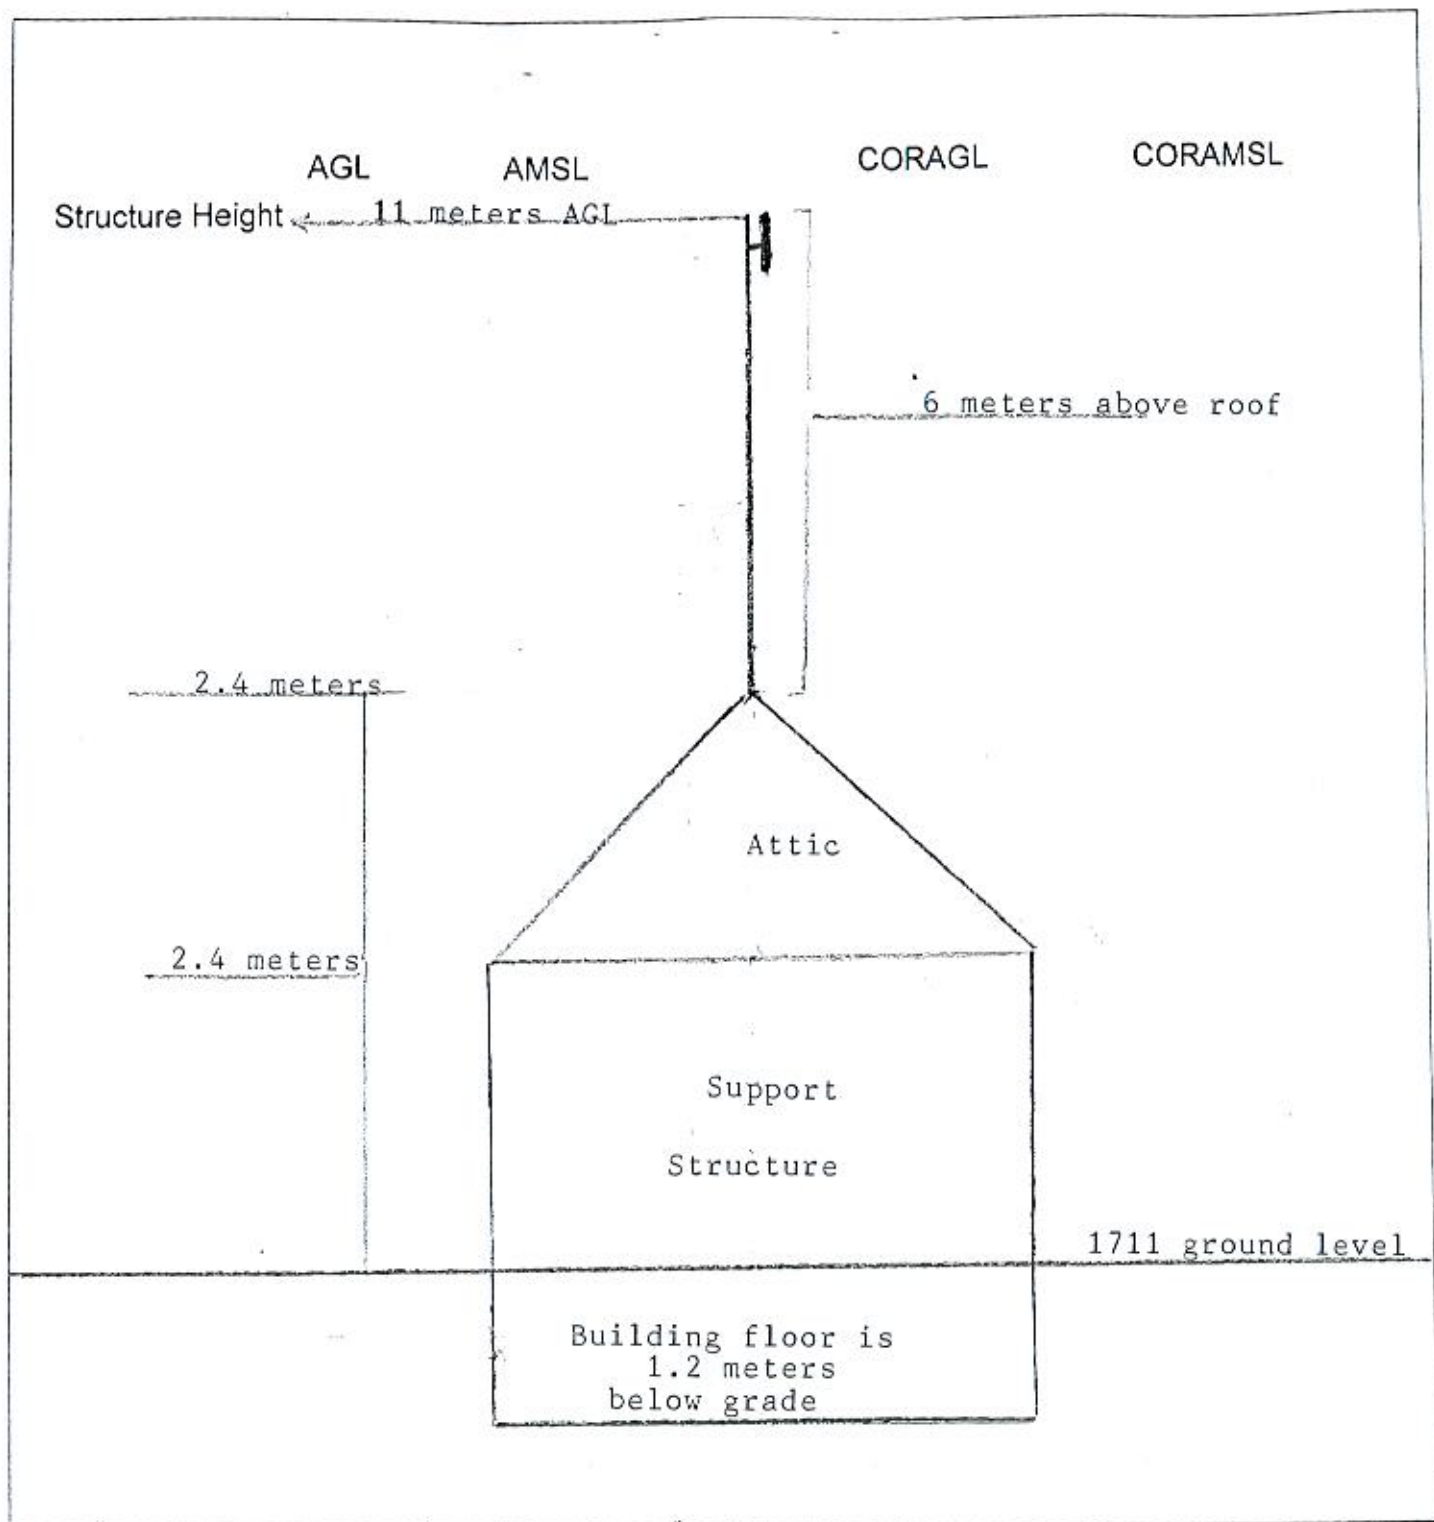 AGL AMSL CORAGL CORAMSL
Structure Height 11 meters AGL
6 meters above roof
2.4 meters
Attic
2.4 meters
Support
Structure
1711 ground level
Building floor is
1.2 meters
below grade